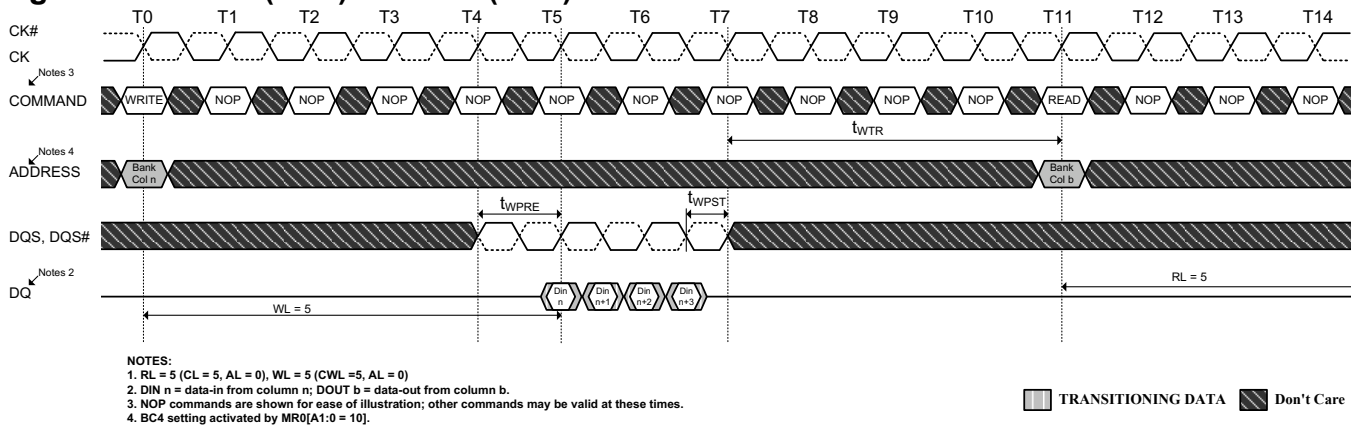 T0 T1 T2 T3 T4 T5 T6 T7 T8 T9 T10 T11 T12 T13 T14
CK#
CK
Notes 3
COMMAND WRITE NOP NOP NOP NOP NOP NOP NOP NOP NOP NOP READ NOP NOP NOP
tWTR
Notes 4
ADDRESS Bank Col n Bank Col b
tWPRE tWPST
DQS, DQS#
Notes 2
DQ Din n Din n+1 Din n+2 Din n+3
RL = 5
WL = 5
NOTES:
1. RL = 5 (CL = 5, AL = 0), WL = 5 (CWL =5, AL = 0)
2. DIN n = data-in from column n; DOUT b = data-out from column b.
3. NOP commands are shown for ease of illustration; other commands may be valid at these times.
4. BC4 setting activated by MR0[A1:0 = 10].
TRANSITIONING DATA Don't Care